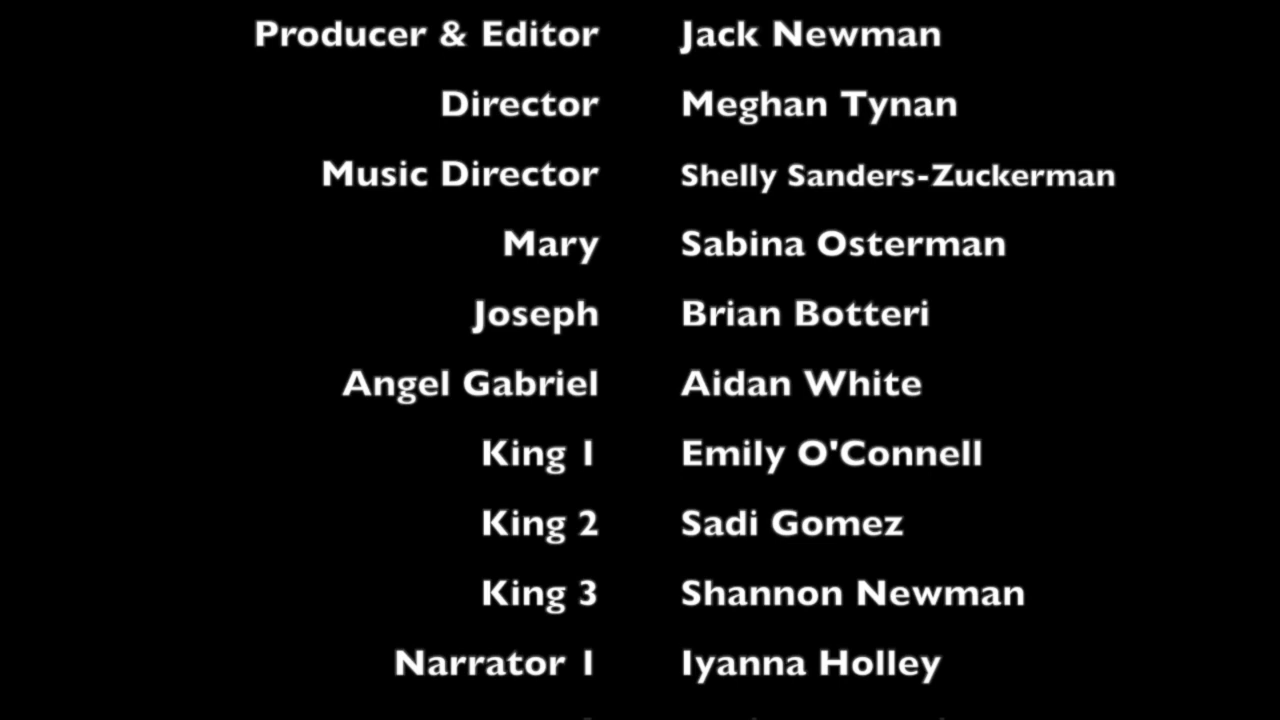 Producer & Editor Jack Newman
Director Meghan Tynan
Music Director Shelly Sanders-Zuckerman
Mary Sabina Osterman
Joseph Brian Botteri
Angel Gabriel Aidan White
King 1 Emily O'Connell
King 2 Sadi Gomez
King 3 Shannon Newman
Narrator 1 Iyanna Holley